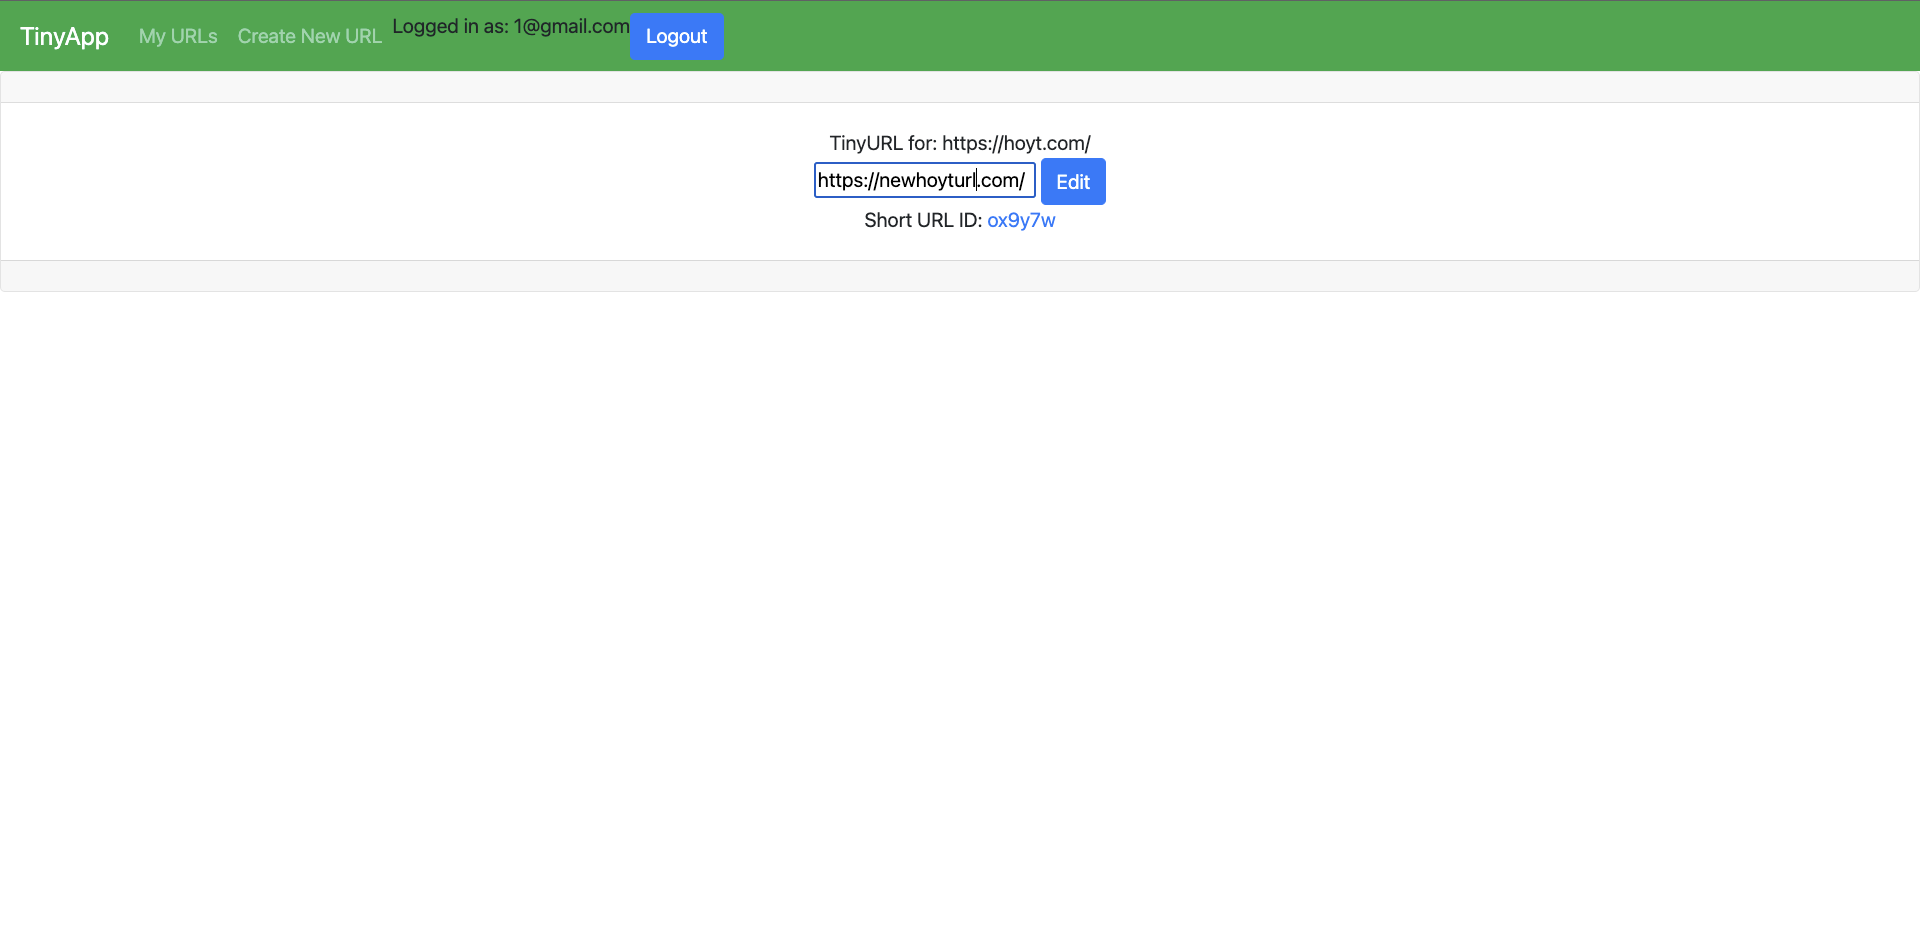 TinyApp My URLs Create New URL Logged in as: 1@gmail.com Logout
TinyURL for: https://hoyt.com/
https://newhoyturl.com/ Edit
Short URL ID: ox9y7w